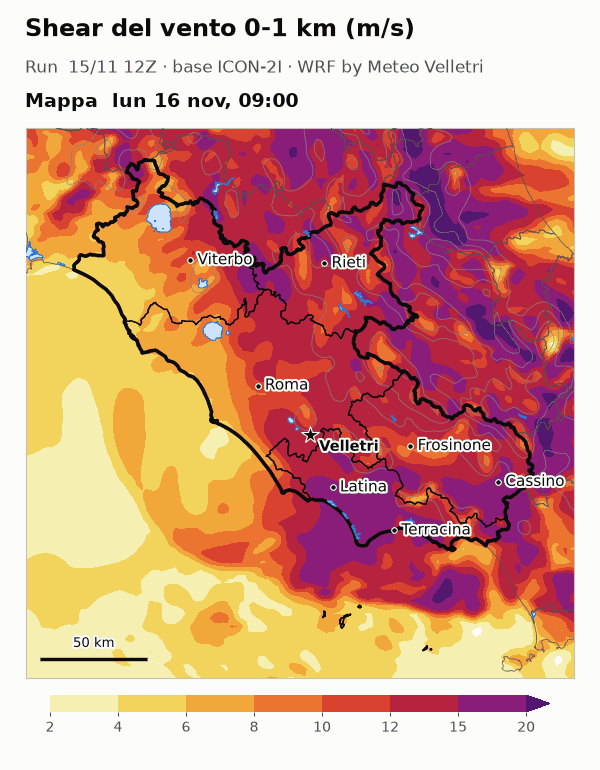 Shear del vento 0-1 km (m/s)
Run  15/11 12Z · base ICON-2I · WRF by Meteo Velletri
Mappa  lun 16 nov, 09:00
Viterbo
Rieti
Roma
Velletri
Frosinone
Latina
Cassino
Terracina
50 km
2 4 6 8 10 12 15 20